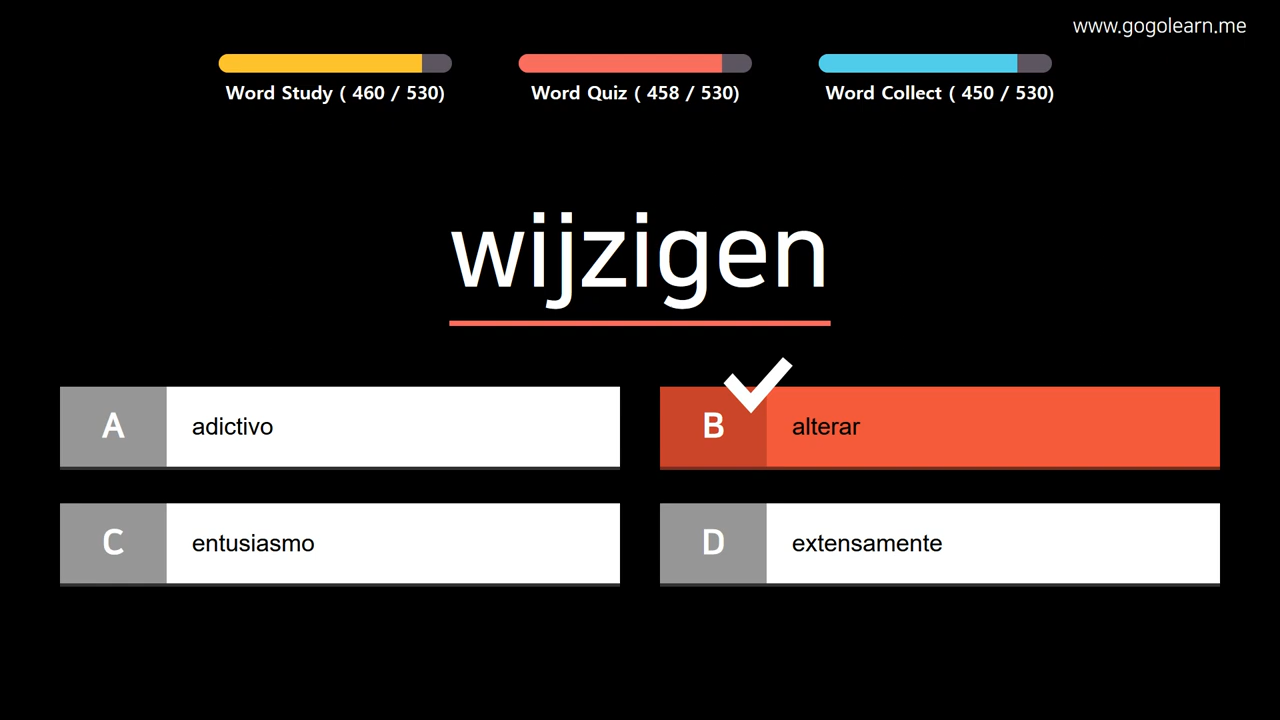 www.gogolearn.me
Word Study ( 460 / 530)
Word Quiz ( 458 / 530)
Word Collect ( 450 / 530)
wijzigen
A adictivo
B alterar
C entusiasmo
D extensamente